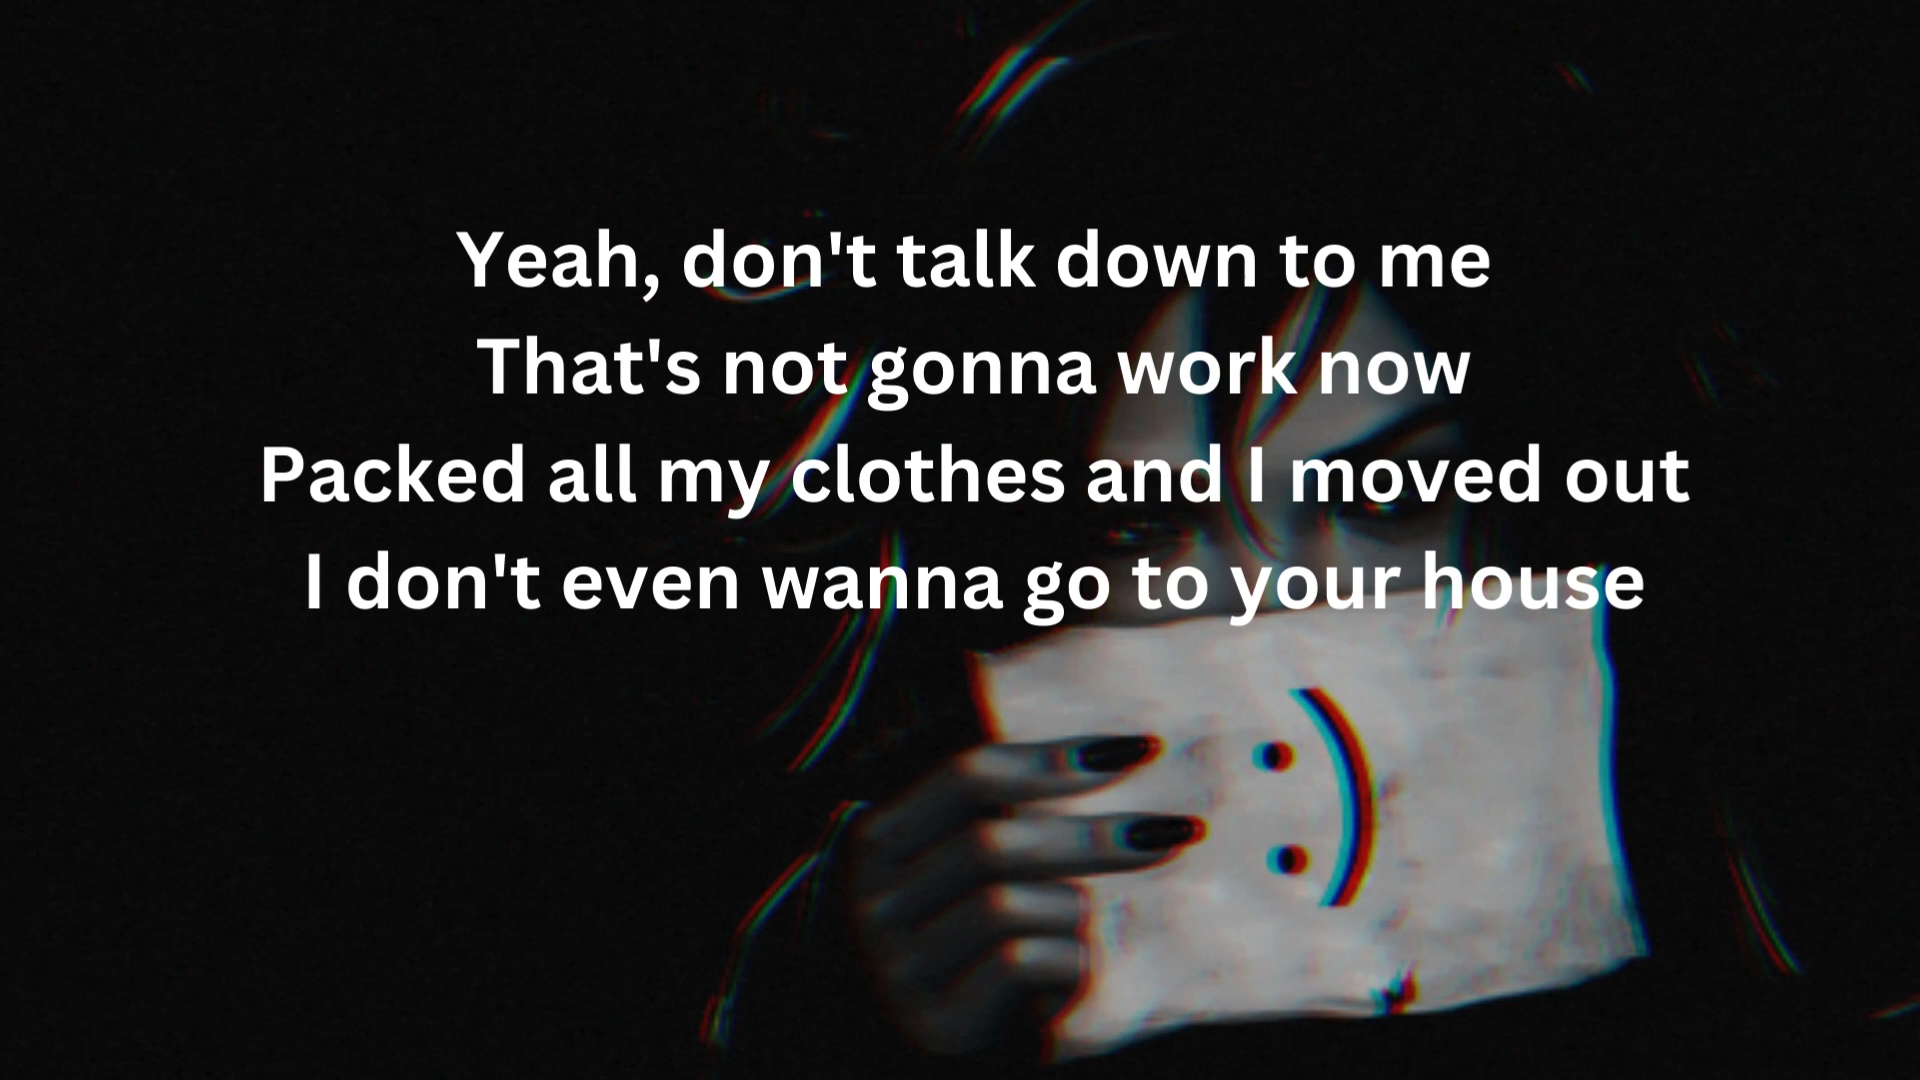 Yeah, don't talk down to me
That's not gonna work now
Packed all my clothes and I moved out
I don't even wanna go to your house